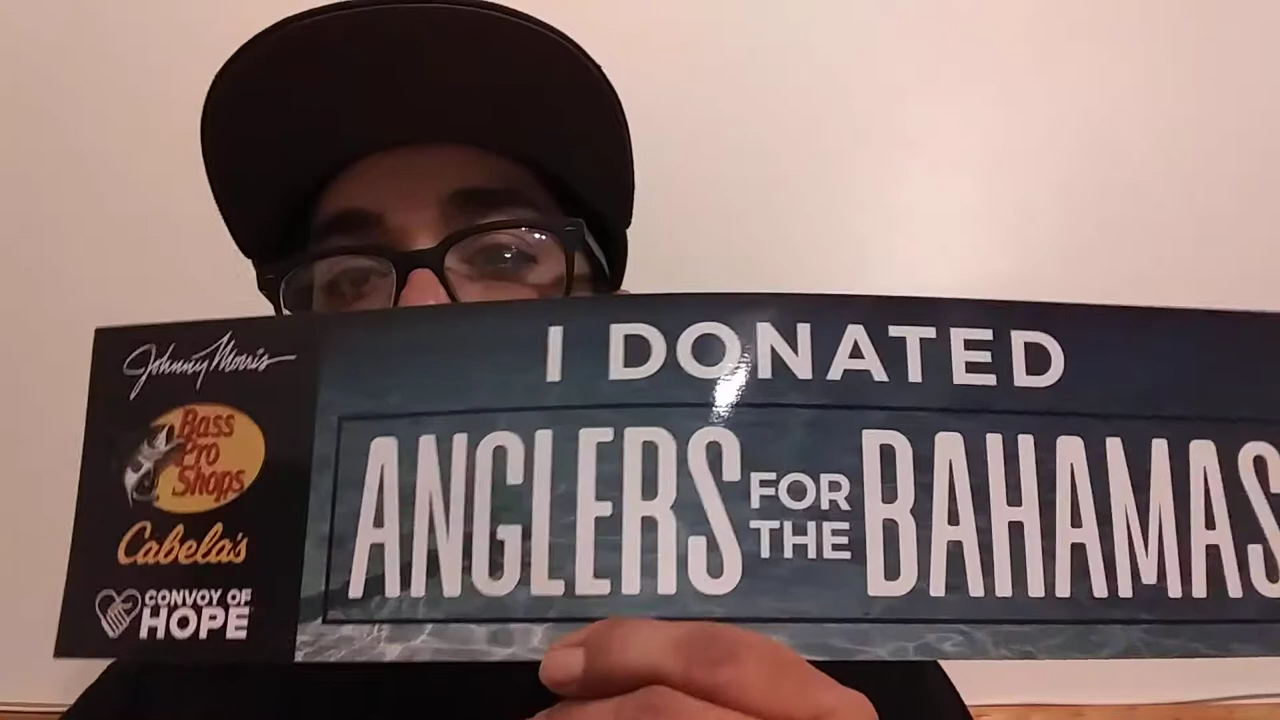 Johnny Morris
Bass
Pro
Shops
Cabela's
CONVOY OF
HOPE
I DONATED
ANGLERS FOR THE BAHAMAS